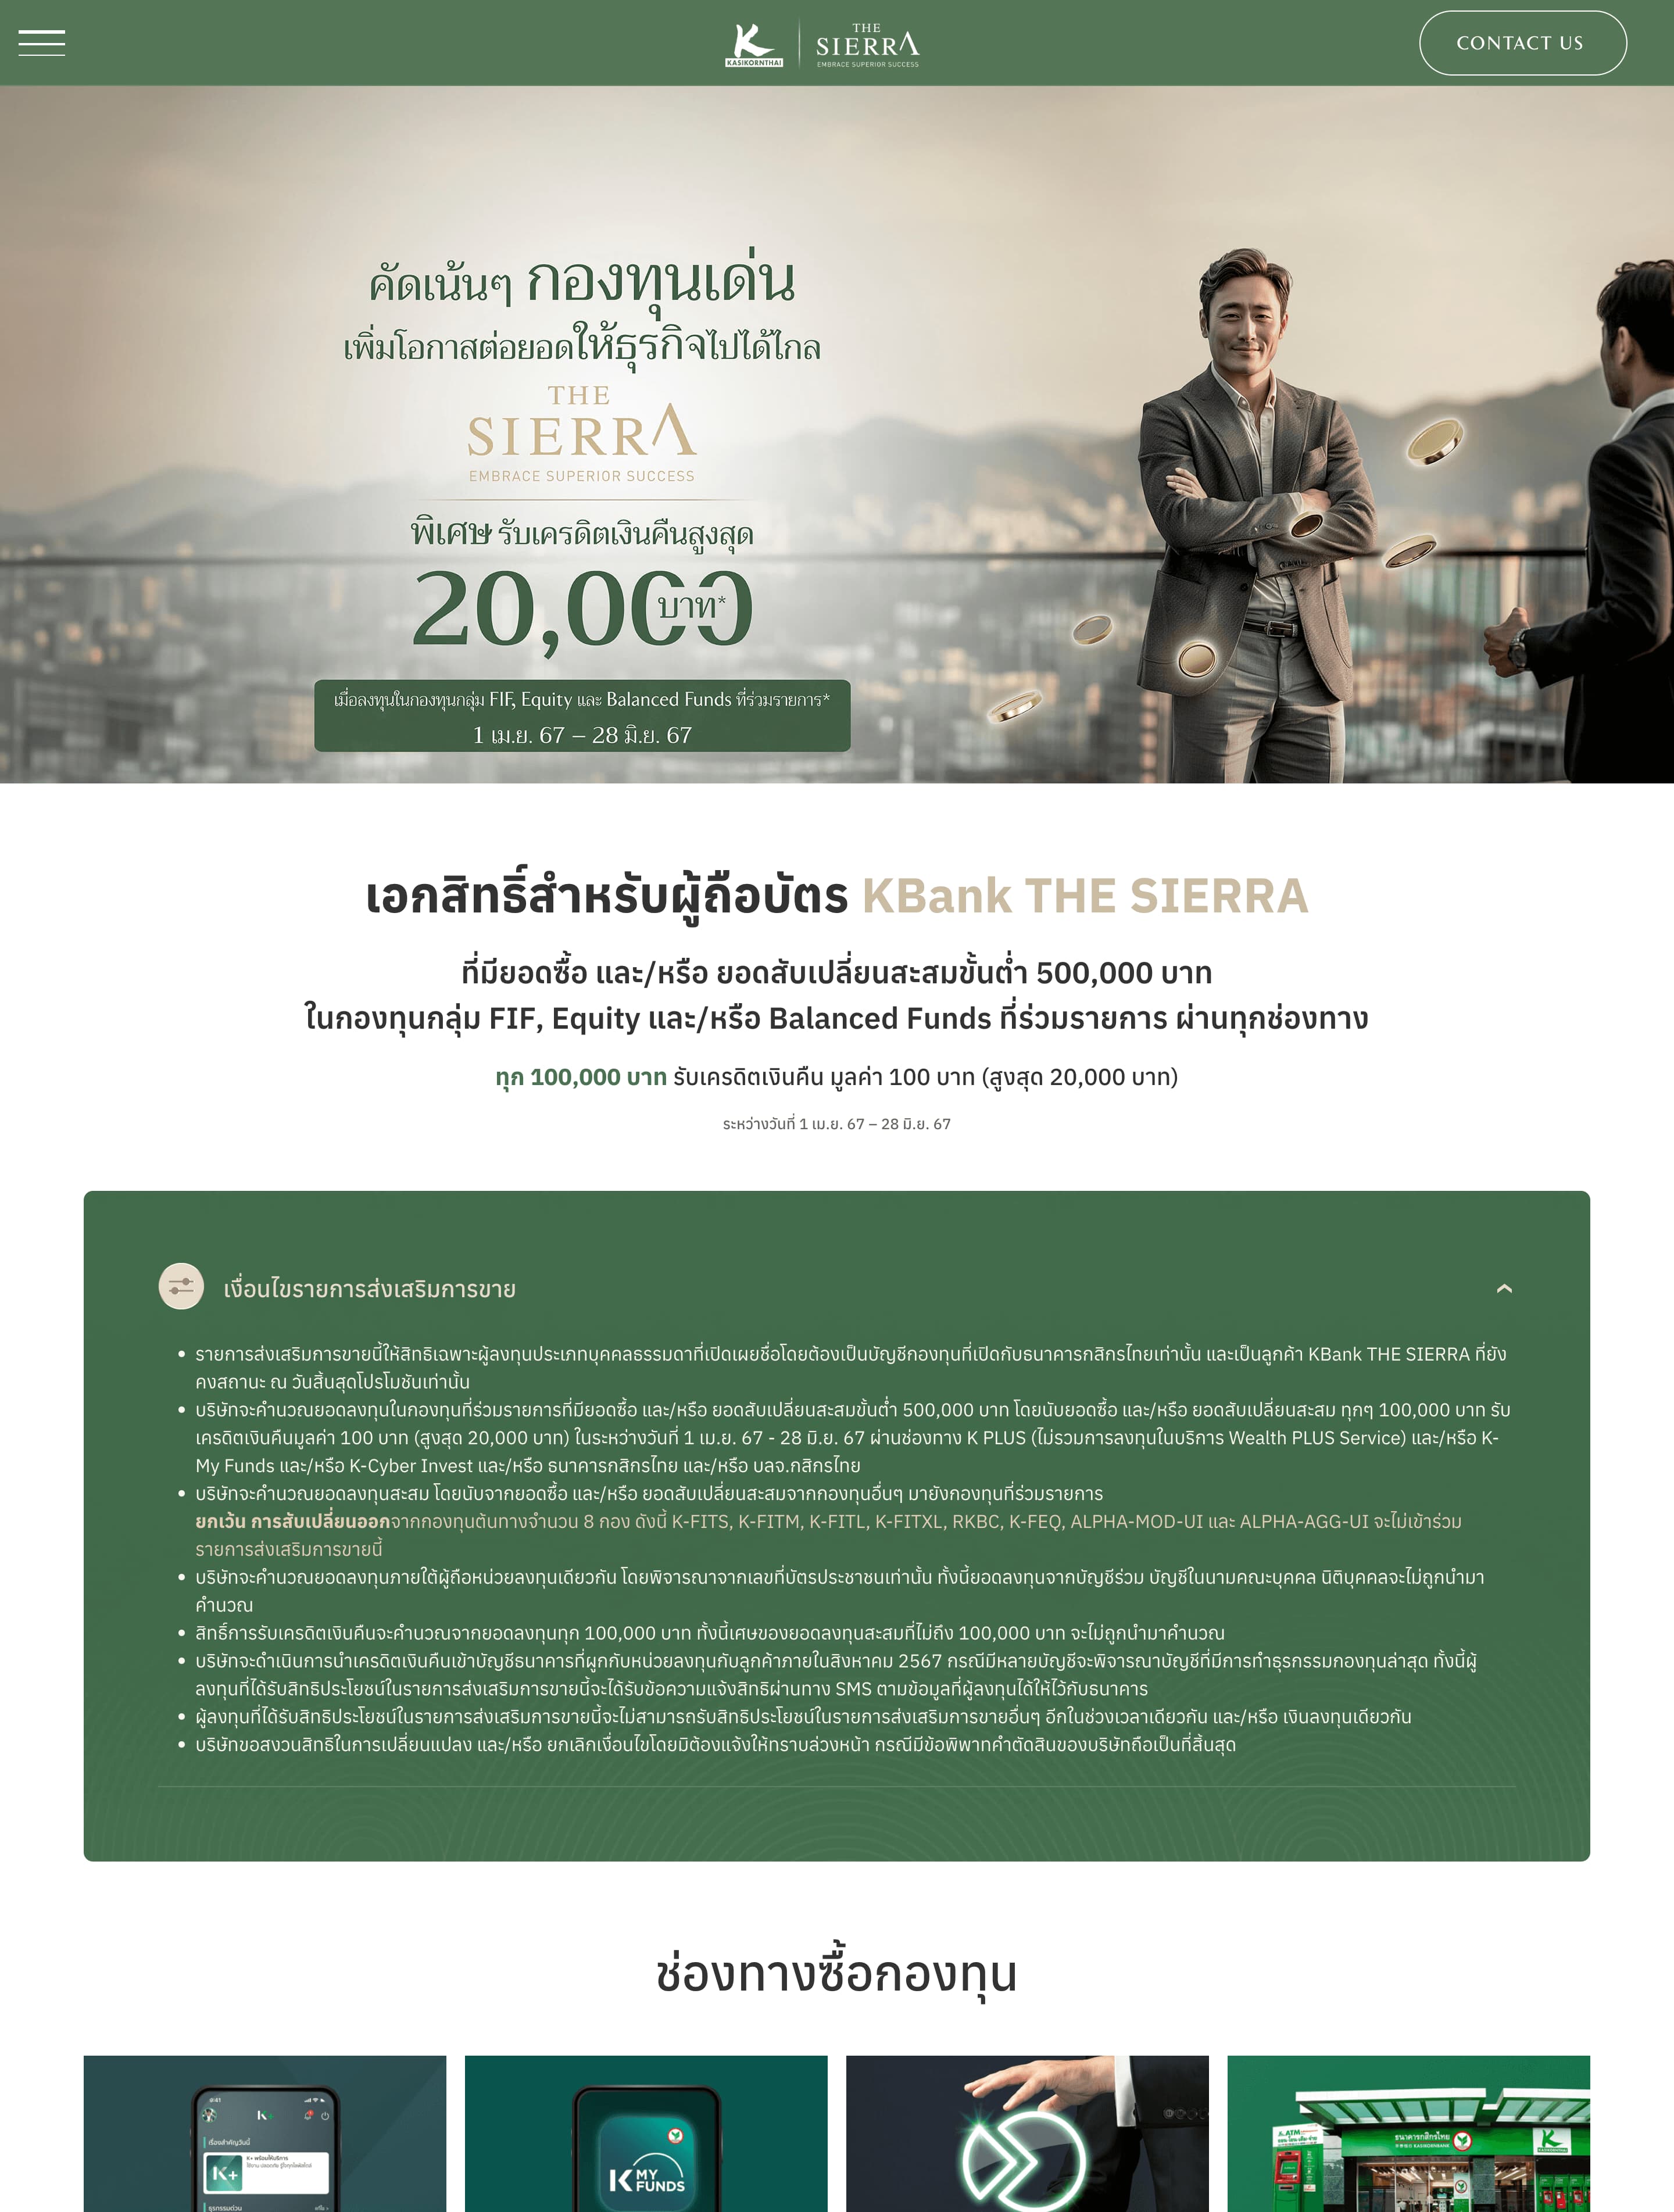 KASIKORNTHAI
THE
SIERRA
EMBRACE SUPERIOR SUCCESS
CONTACT US
คัดเน้นๆ กองทุนเด่น
เพิ่มโอกาสต่อยอดให้ธุรกิจไปได้ไกล
THE
SIERRA
EMBRACE SUPERIOR SUCCESS
พิเศษ รับเครดิตเงินคืนสูงสุด
20,000
บาท*
เมื่อลงทุนในกองทุนกลุ่ม FIF, Equity และ Balanced Funds ที่ร่วมรายการ*
1 เม.ย. 67 – 28 มิ.ย. 67
เอกสิทธิ์สำหรับผู้ถือบัตร KBank THE SIERRA
ที่มียอดซื้อ และ/หรือ ยอดสับเปลี่ยนสะสมขั้นต่ำ 500,000 บาท
ในกองทุนกลุ่ม FIF, Equity และ/หรือ Balanced Funds ที่ร่วมรายการ ผ่านทุกช่องทาง
ทุก 100,000 บาท รับเครดิตเงินคืน มูลค่า 100 บาท (สูงสุด 20,000 บาท)
ระหว่างวันที่ 1 เม.ย. 67 – 28 มิ.ย. 67
เงื่อนไขรายการส่งเสริมการขาย
• รายการส่งเสริมการขายนี้ให้สิทธิเฉพาะผู้ลงทุนประเภทบุคคลธรรมดาที่เปิดเผยชื่อโดยต้องเป็นบัญชีกองทุนที่เปิดกับธนาคารกสิกรไทยเท่านั้น และเป็นลูกค้า KBank THE SIERRA ที่ยัง
คงสถานะ ณ วันสิ้นสุดโปรโมชันเท่านั้น
• บริษัทจะคำนวณยอดลงทุนในกองทุนที่ร่วมรายการที่มียอดซื้อ และ/หรือ ยอดสับเปลี่ยนสะสมขั้นต่ำ 500,000 บาท โดยนับยอดซื้อ และ/หรือ ยอดสับเปลี่ยนสะสม ทุกๆ 100,000 บาท รับ
เครดิตเงินคืนมูลค่า 100 บาท (สูงสุด 20,000 บาท) ในระหว่างวันที่ 1 เม.ย. 67 - 28 มิ.ย. 67 ผ่านช่องทาง K PLUS (ไม่รวมการลงทุนในบริการ Wealth PLUS Service) และ/หรือ K-
My Funds และ/หรือ K-Cyber Invest และ/หรือ ธนาคารกสิกรไทย และ/หรือ บลจ.กสิกรไทย
• บริษัทจะคำนวณยอดลงทุนสะสม โดยนับจากยอดซื้อ และ/หรือ ยอดสับเปลี่ยนสะสมจากกองทุนอื่นๆ มายังกองทุนที่ร่วมรายการ
ยกเว้น การสับเปลี่ยนออกจากกองทุนต้นทางจำนวน 8 กอง ดังนี้ K-FITS, K-FITM, K-FITL, K-FITXL, RKBC, K-FEQ, ALPHA-MOD-UI และ ALPHA-AGG-UI จะไม่เข้าร่วม
รายการส่งเสริมการขายนี้
• บริษัทจะคำนวณยอดลงทุนภายใต้ผู้ถือหน่วยลงทุนเดียวกัน โดยพิจารณาจากเลขที่บัตรประชาชนเท่านั้น ทั้งนี้ยอดลงทุนจากบัญชีร่วม บัญชีในนามคณะบุคคล นิติบุคคลจะไม่ถูกนำมา
คำนวณ
• สิทธิ์การรับเครดิตเงินคืนจะคำนวณจากยอดลงทุนทุก 100,000 บาท ทั้งนี้เศษของยอดลงทุนสะสมที่ไม่ถึง 100,000 บาท จะไม่ถูกนำมาคำนวณ
• บริษัทจะดำเนินการนำเครดิตเงินคืนเข้าบัญชีธนาคารที่ผูกกับหน่วยลงทุนกับลูกค้าภายในสิงหาคม 2567 กรณีมีหลายบัญชีจะพิจารณาบัญชีที่มีการทำธุรกรรมกองทุนล่าสุด ทั้งนี้ผู้
ลงทุนที่ได้รับสิทธิประโยชน์ในรายการส่งเสริมการขายนี้จะได้รับข้อความแจ้งสิทธิผ่านทาง SMS ตามข้อมูลที่ผู้ลงทุนได้ให้ไว้กับธนาคาร
• ผู้ลงทุนที่ได้รับสิทธิประโยชน์ในรายการส่งเสริมการขายนี้จะไม่สามารถรับสิทธิประโยชน์ในรายการส่งเสริมการขายอื่นๆ อีกในช่วงเวลาเดียวกัน และ/หรือ เงินลงทุนเดียวกัน
• บริษัทขอสงวนสิทธิในการเปลี่ยนแปลง และ/หรือ ยกเลิกเงื่อนไขโดยมิต้องแจ้งให้ทราบล่วงหน้า กรณีมีข้อพิพาทคำตัดสินของบริษัทถือเป็นที่สิ้นสุด
ช่องทางซื้อกองทุน
9:41
K+
เรื่องสำคัญวันนี้
K+
K+ พร้อมให้บริการ
ธุรกรรมด่วน
K MY
FUNDS
ATM
ธนาคารกสิกรไทย
KASIKORNBANK
KASIKORNTHAI